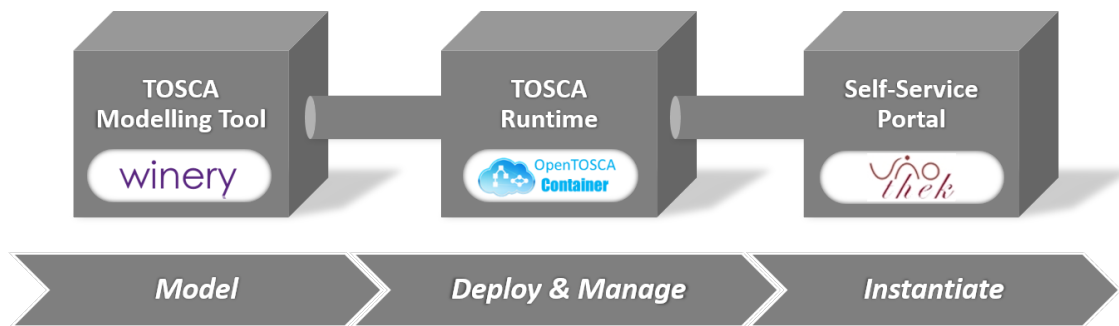 TOSCA
Modelling Tool
winery
TOSCA
Runtime
OpenTOSCA
Container
Self-Service
Portal
vino
thek
Model
Deploy & Manage
Instantiate